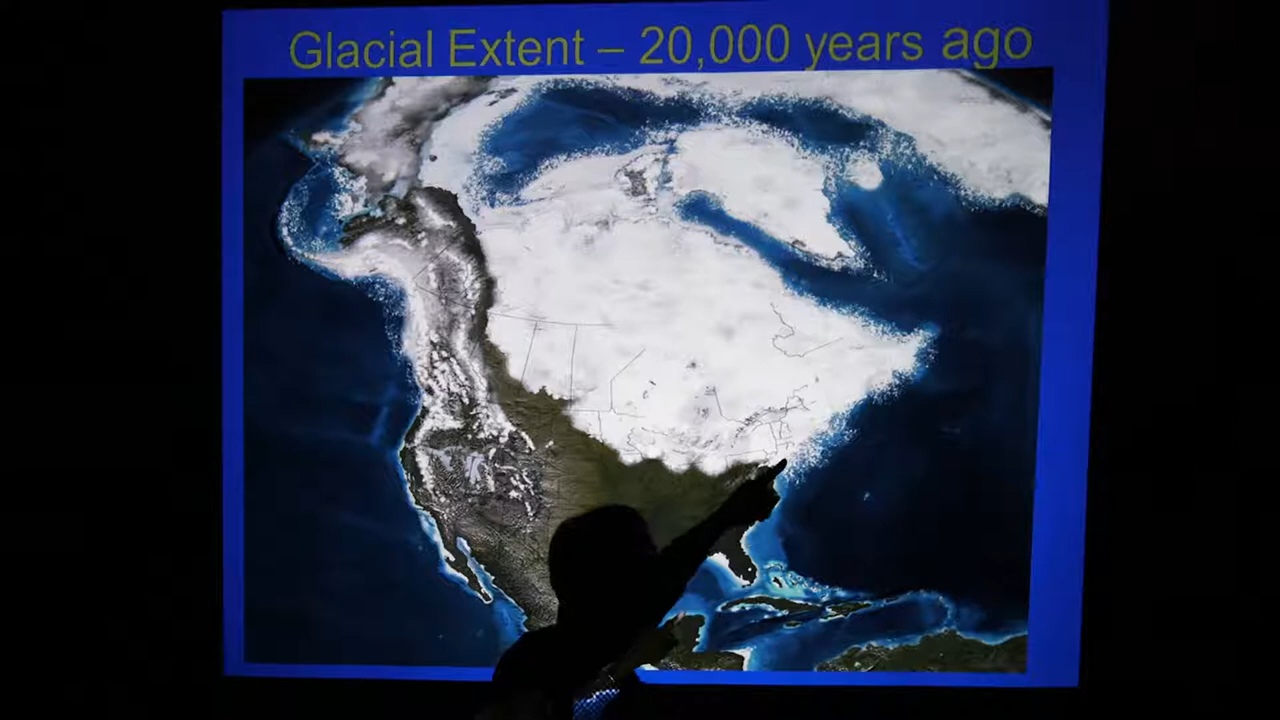 Glacial Extent – 20,000 years ago